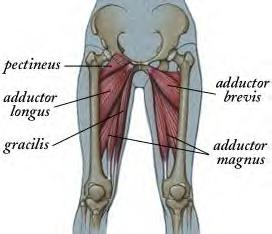 pectineus
adductor
longus
gracilis
adductor
brevis
adductor
magnus